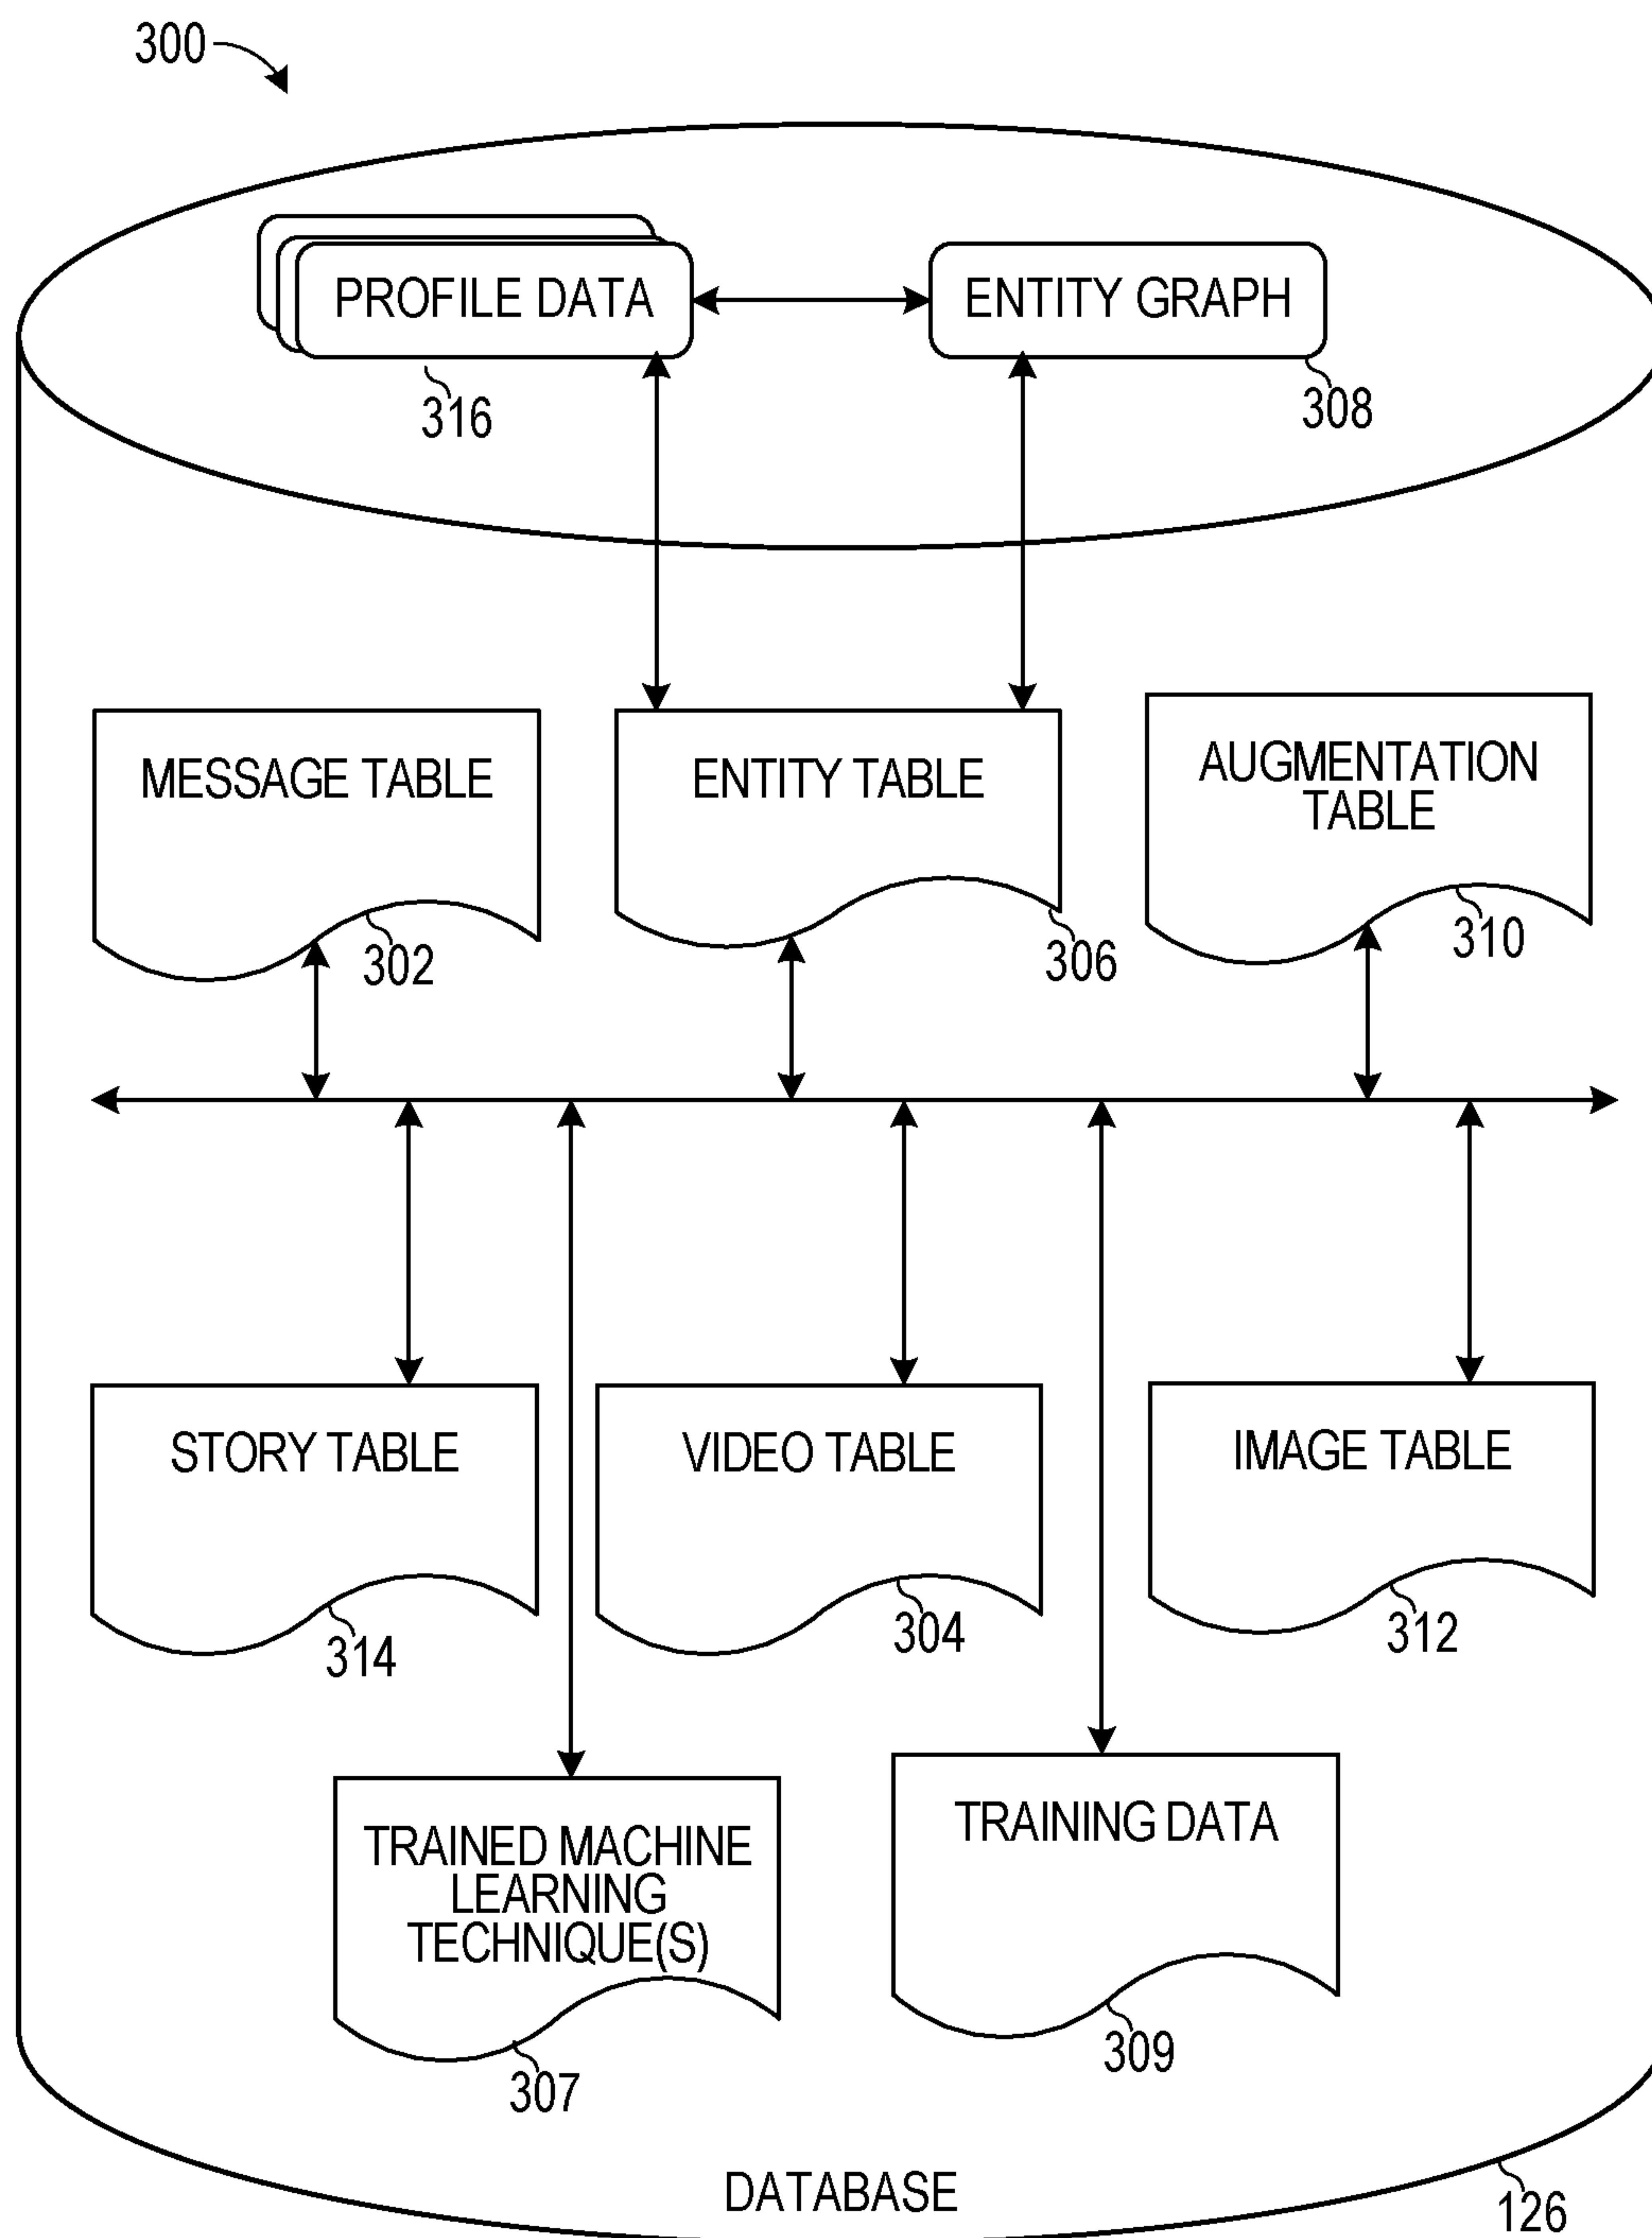 300
PROFILE DATA
ENTITY GRAPH
316
308
MESSAGE TABLE
ENTITY TABLE
AUGMENTATION
TABLE
302
306
310
STORY TABLE
VIDEO TABLE
IMAGE TABLE
314
304
312
TRAINED MACHINE
LEARNING
TECHNIQUE(S)
TRAINING DATA
307
309
DATABASE
126